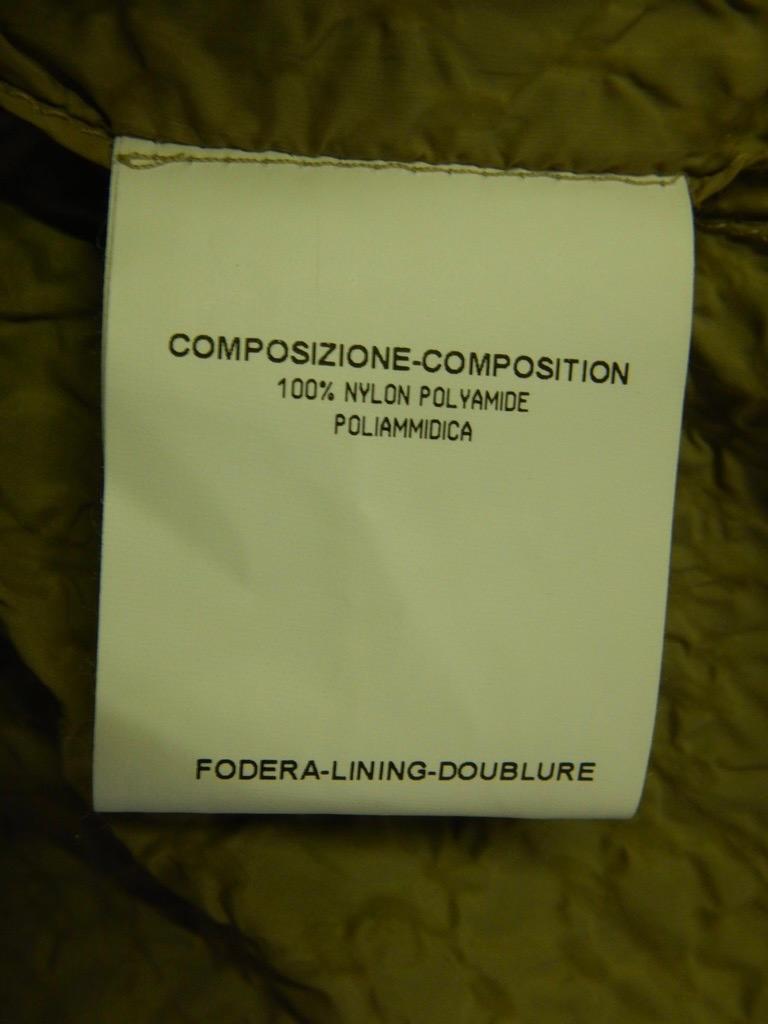 COMPOSIZIONE-COMPOSITION
100% NYLON POLYAMIDE
POLIAMMIDICA
FODERA-LINING-DOUBLURE